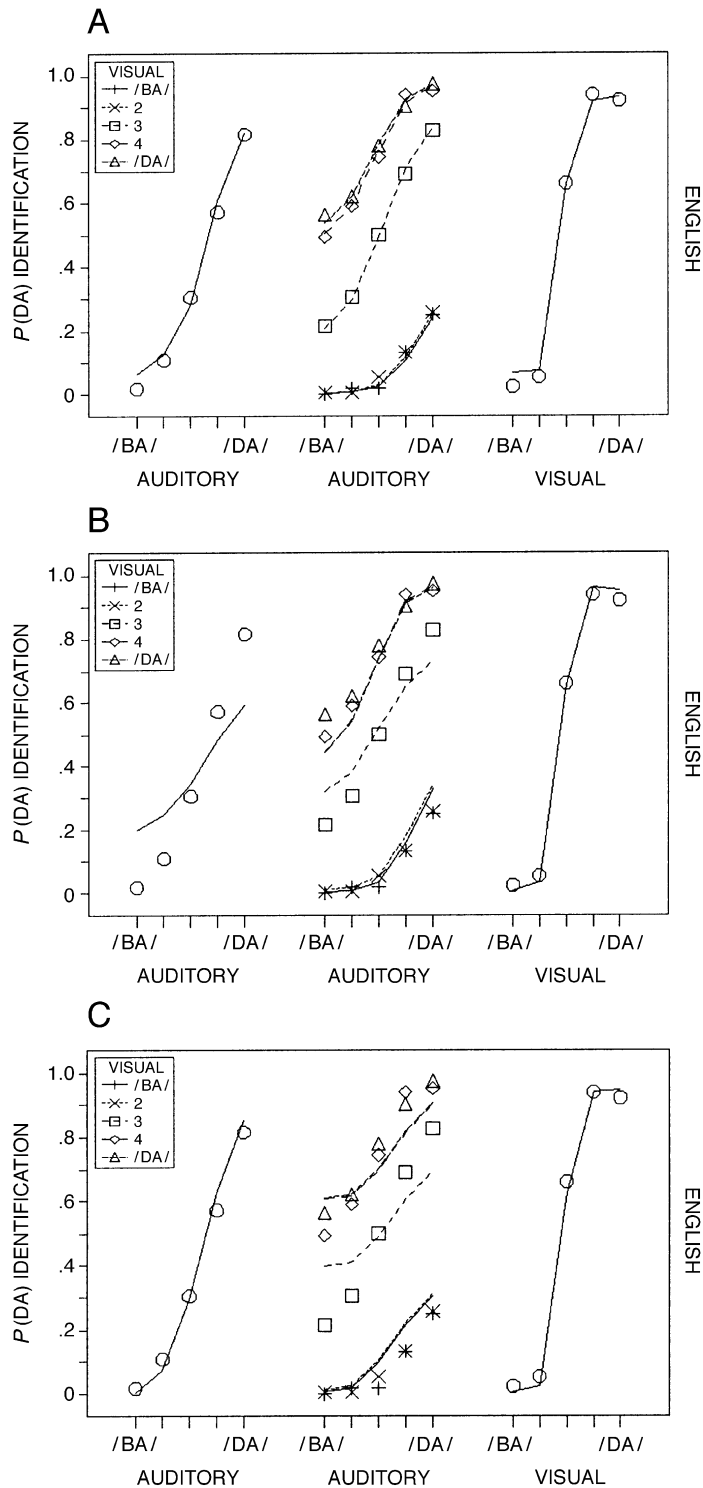 A
P(DA) IDENTIFICATION
1.0
.8
.6
.4
.2
0
VISUAL
/BA/
2
3
4
/DA/
/BA/ /DA/
AUDITORY
/BA/ /DA/
AUDITORY
/BA/ /DA/
VISUAL
ENGLISH
B
P(DA) IDENTIFICATION
1.0
.8
.6
.4
.2
0
VISUAL
/BA/
2
3
4
/DA/
/BA/ /DA/
AUDITORY
/BA/ /DA/
AUDITORY
/BA/ /DA/
VISUAL
ENGLISH
C
P(DA) IDENTIFICATION
1.0
.8
.6
.4
.2
0
VISUAL
/BA/
2
3
4
/DA/
/BA/ /DA/
AUDITORY
/BA/ /DA/
AUDITORY
/BA/ /DA/
VISUAL
ENGLISH